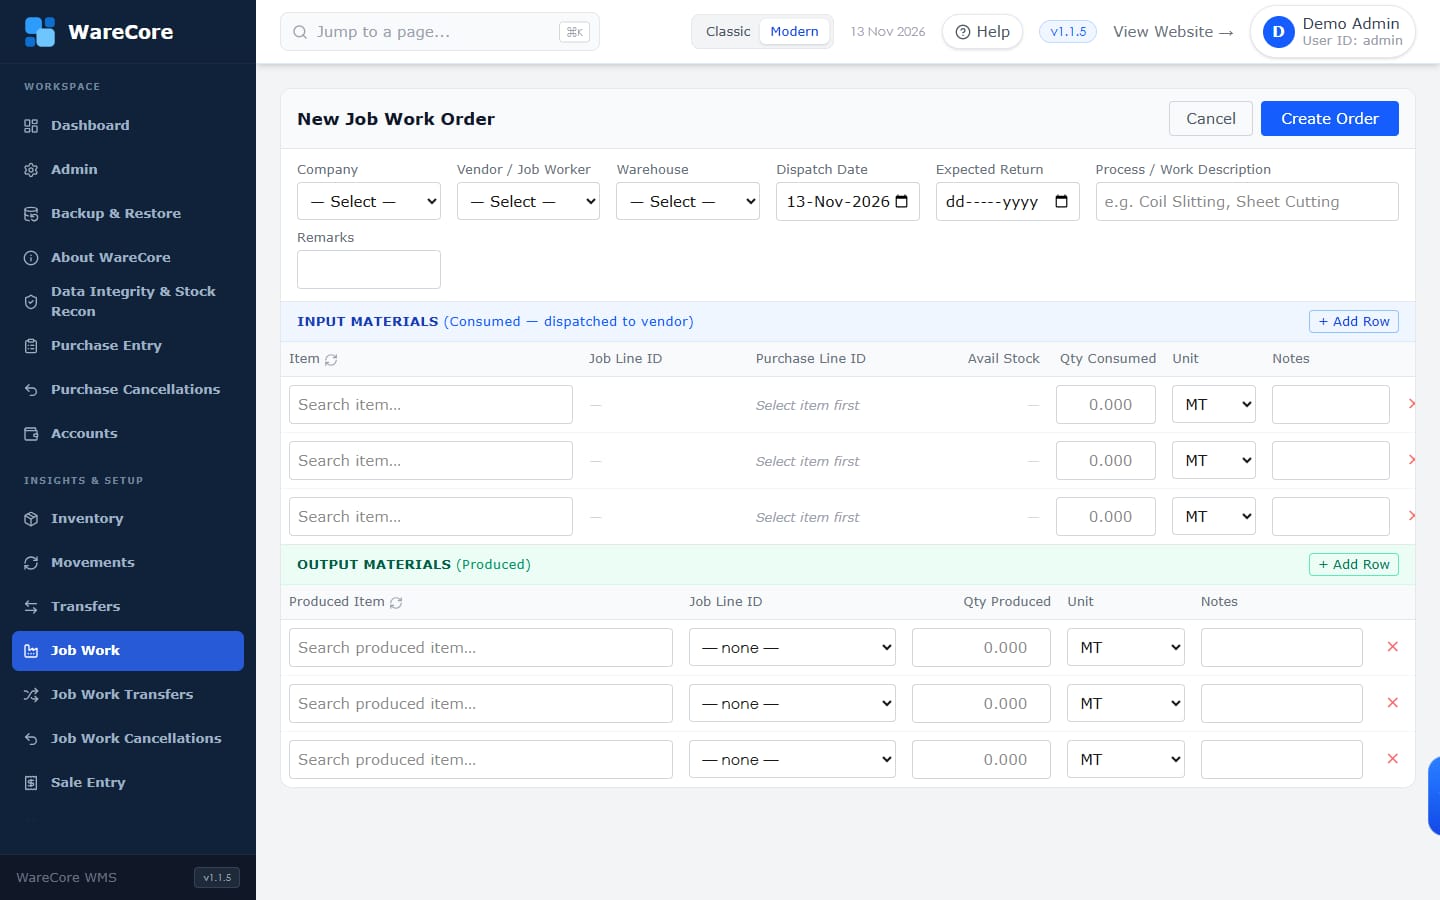 WareCore
WORKSPACE
Dashboard
Admin
Backup & Restore
About WareCore
Data Integrity & Stock
Recon
Purchase Entry
Purchase Cancellations
Accounts
INSIGHTS & SETUP
Inventory
Movements
Transfers
Job Work
Job Work Transfers
Job Work Cancellations
Sale Entry
WareCore WMS v1.1.5
Jump to a page... ⌘K Classic Modern 13 Nov 2026 Help v1.1.5 View Website → D Demo Admin
User ID: admin
New Job Work Order Cancel Create Order
Company Vendor / Job Worker Warehouse Dispatch Date Expected Return Process / Work Description
— Select — — Select — — Select — 13-Nov-2026 dd-----yyyy e.g. Coil Slitting, Sheet Cutting
Remarks
INPUT MATERIALS (Consumed — dispatched to vendor) + Add Row
Item Job Line ID Purchase Line ID Avail Stock Qty Consumed Unit Notes
Search item... — Select item first — 0.000 MT ×
Search item... — Select item first — 0.000 MT ×
Search item... — Select item first — 0.000 MT ×
OUTPUT MATERIALS (Produced) + Add Row
Produced Item Job Line ID Qty Produced Unit Notes
Search produced item... — none — 0.000 MT ×
Search produced item... — none — 0.000 MT ×
Search produced item... — none — 0.000 MT ×